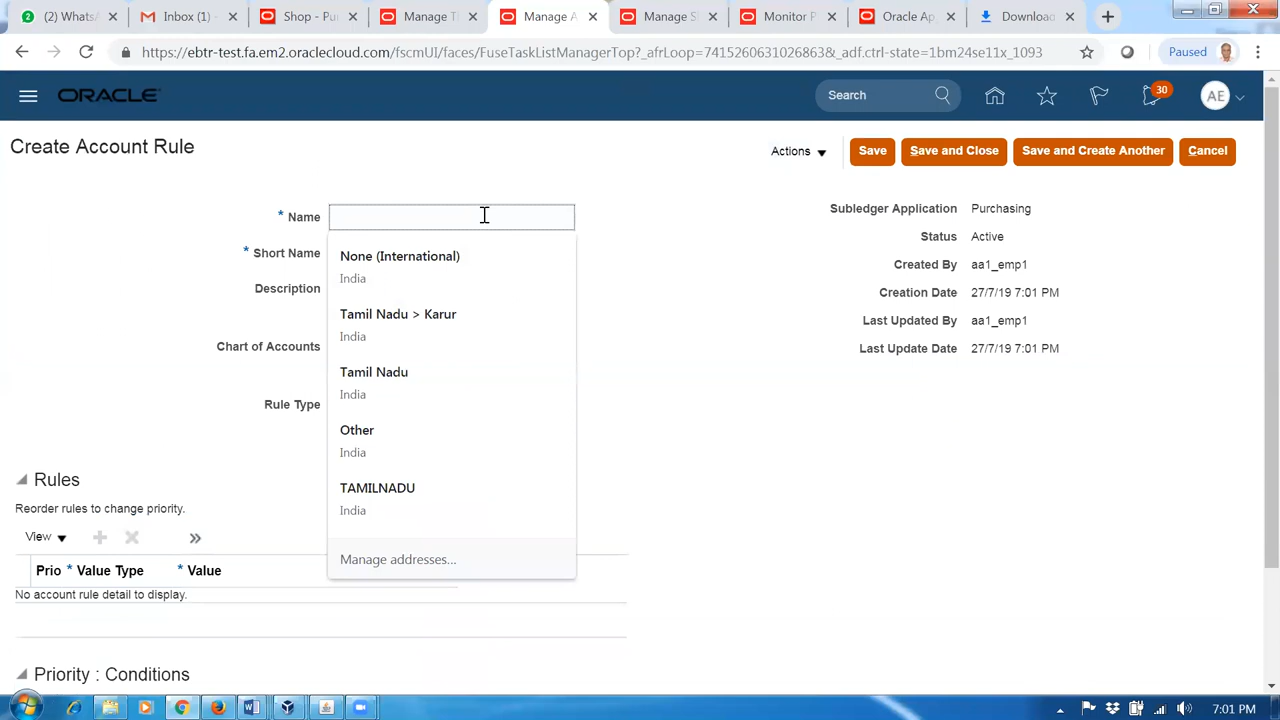 (2) WhatsA
Inbox (1) -
Shop - Pur
Manage Th
Manage A
Manage Su
Monitor P
Oracle Ap
Download
https://ebtr-test.fa.em2.oraclecloud.com/fscmUI/faces/FuseTaskListManagerTop?_afrLoop=74152606310268638&_adf.ctrl-state=1bm24se11x_1093
Paused
ORACLE
Search
30
AE
Create Account Rule
Actions
Save
Save and Close
Save and Create Another
Cancel
* Name
* Short Name
Description
Chart of Accounts
Rule Type
None (International)
India
Tamil Nadu > Karur
India
Tamil Nadu
India
Other
India
TAMILNADU
India
Manage addresses...
Subledger Application Purchasing
Status Active
Created By aa1_emp1
Creation Date 27/7/19 7:01 PM
Last Updated By aa1_emp1
Last Update Date 27/7/19 7:01 PM
Rules
Reorder rules to change priority.
View
Prio * Value Type * Value
No account rule detail to display.
Priority : Conditions
7:01 PM